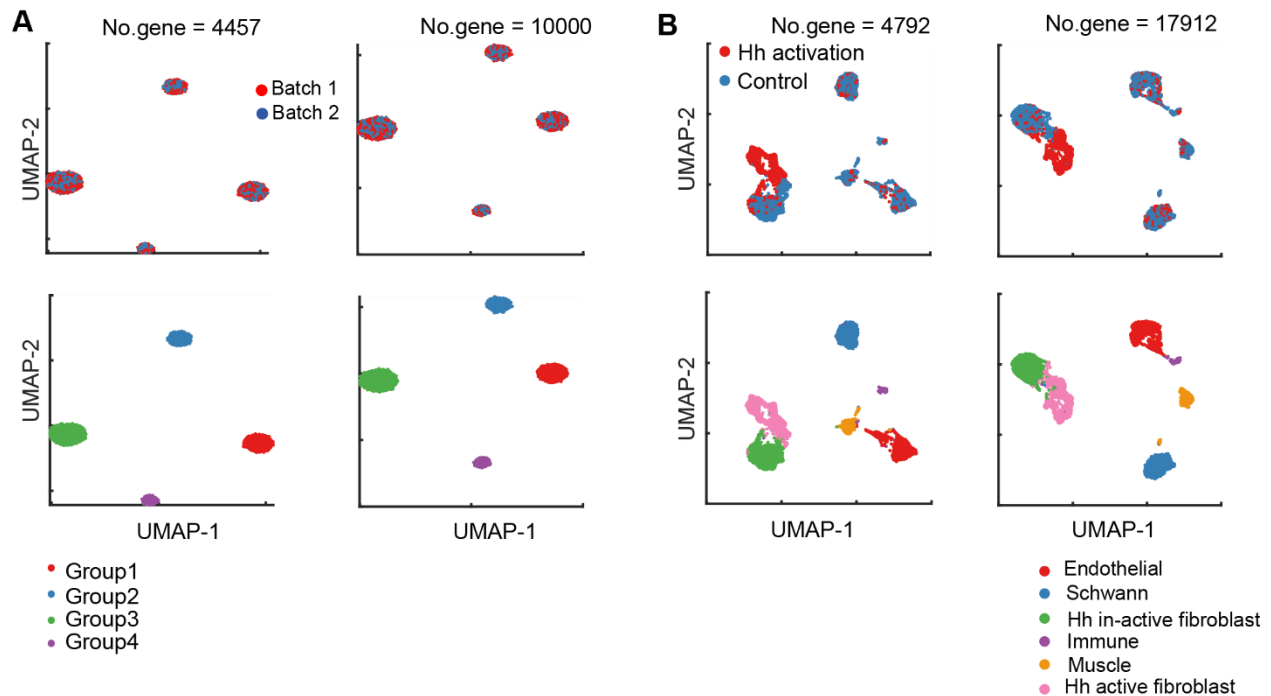 A
No.gene = 4457
No.gene = 10000
Batch 1
Batch 2
UMAP-2
UMAP-2
UMAP-1
UMAP-1
Group1
Group2
Group3
Group4
B
No.gene = 4792
No.gene = 17912
Hh activation
Control
UMAP-2
UMAP-2
UMAP-1
UMAP-1
Endothelial
Schwann
Hh in-active fibroblast
Immune
Muscle
Hh active fibroblast